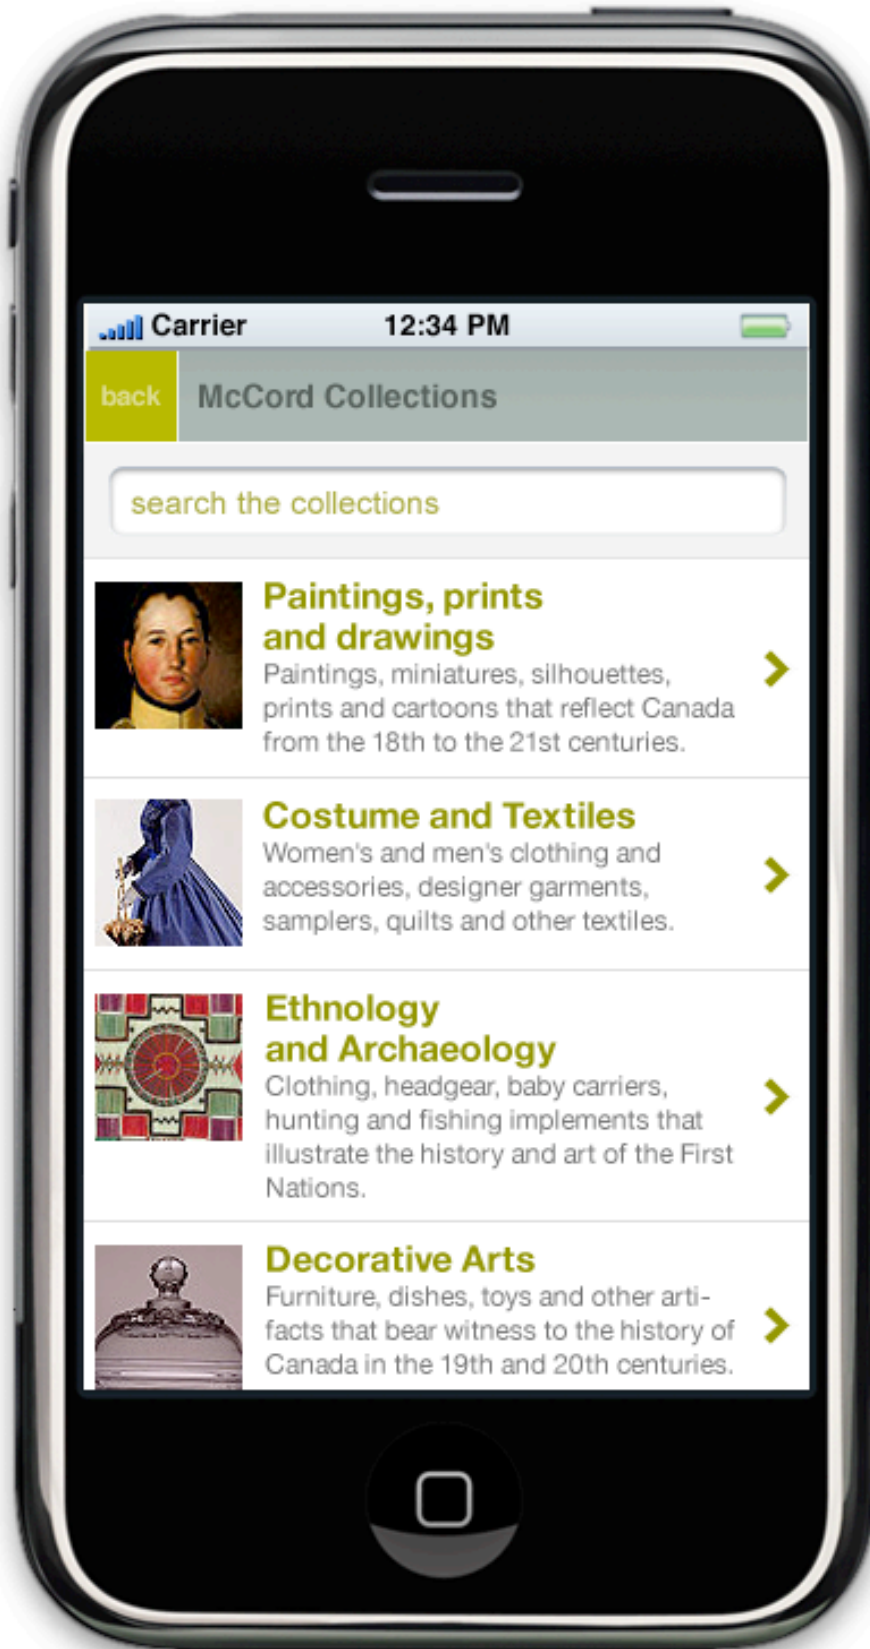 Carrier 12:34 PM
back McCord Collections
search the collections
Paintings, prints
and drawings
Paintings, miniatures, silhouettes,
prints and cartoons that reflect Canada
from the 18th to the 21st centuries.
Costume and Textiles
Women's and men's clothing and
accessories, designer garments,
samplers, quilts and other textiles.
Ethnology
and Archaeology
Clothing, headgear, baby carriers,
hunting and fishing implements that
illustrate the history and art of the First
Nations.
Decorative Arts
Furniture, dishes, toys and other arti-
facts that bear witness to the history of
Canada in the 19th and 20th centuries.